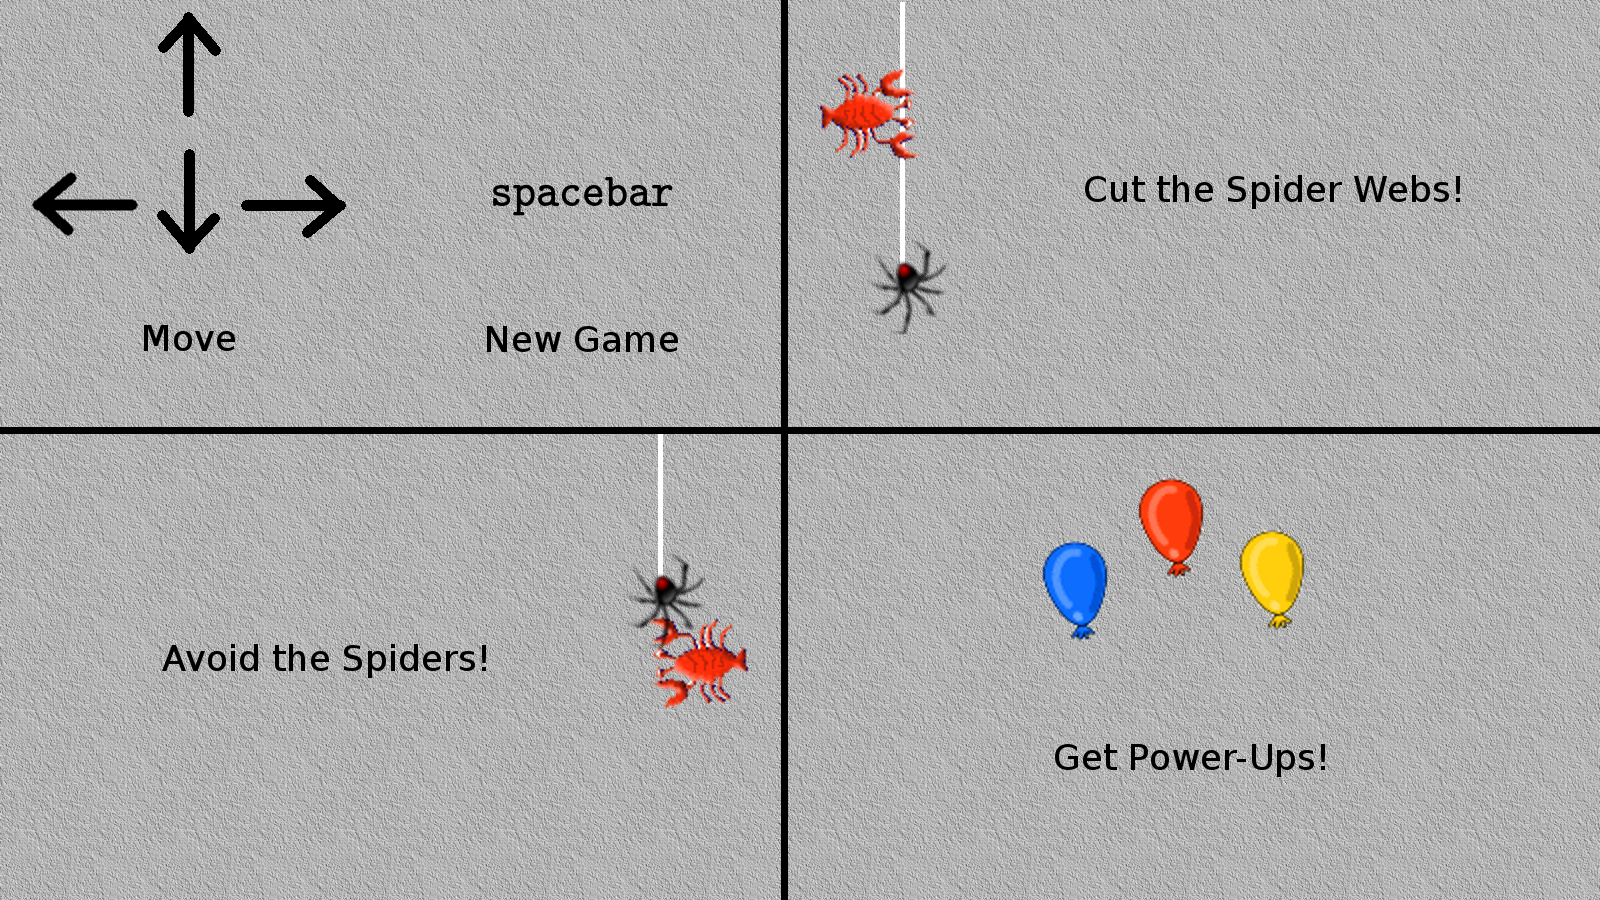 spacebar
Move
New Game
Cut the Spider Webs!
Avoid the Spiders!
Get Power-Ups!